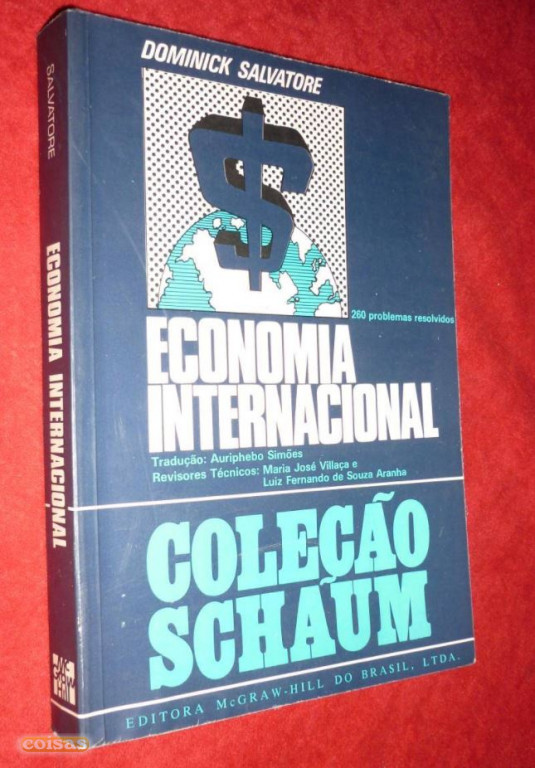 DOMINICK SALVATORE
260 problemas resolvidos
ECONOMIA
INTERNACIONAL
Tradução: Auriphebo Simões
Revisores Técnicos: Maria José Villaça e
Luiz Fernando de Souza Aranha
COLEÇÃO
SCHAUM
EDITORA McGRAW-HILL DO BRASIL, LTDA.
SALVATORE
ECONOMIA INTERNACIONAL
coisas